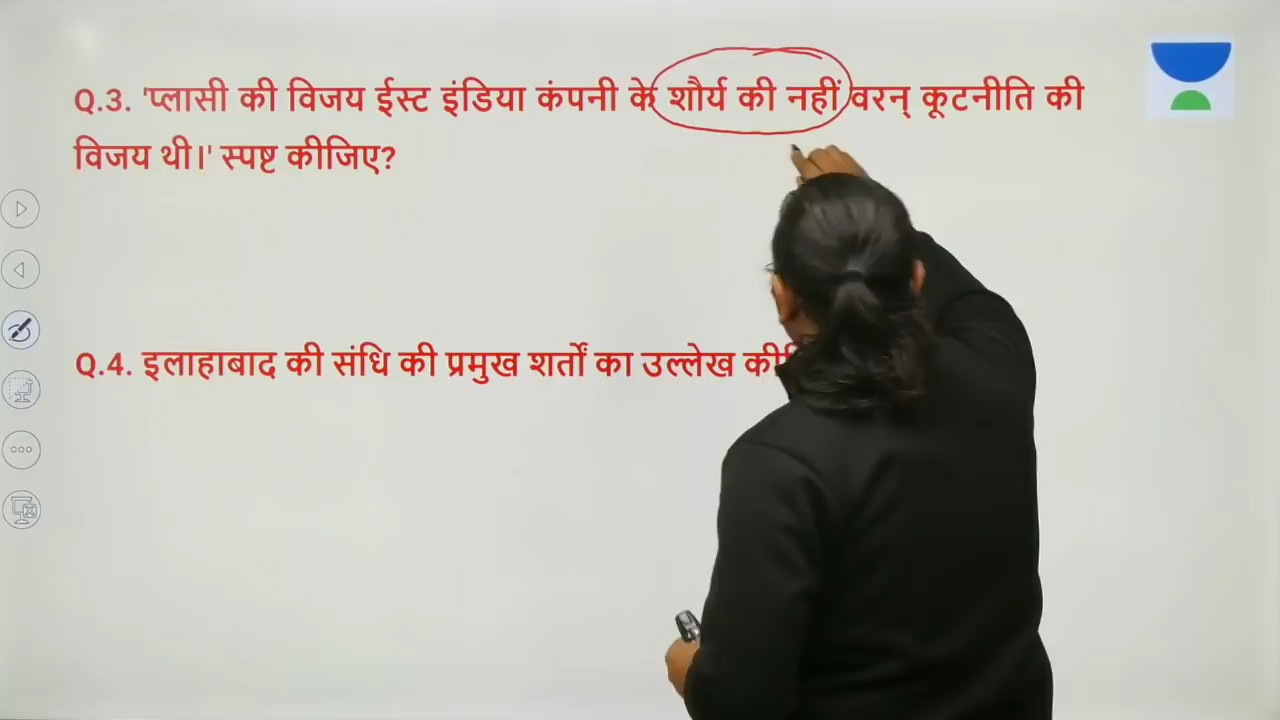 Q.3. 'प्लासी की विजय ईस्ट इंडिया कंपनी के शौर्य की नहीं वरन् कूटनीति की
विजय थी।' स्पष्ट कीजिए?
Q.4. इलाहाबाद की संधि की प्रमुख शर्तों का उल्लेख